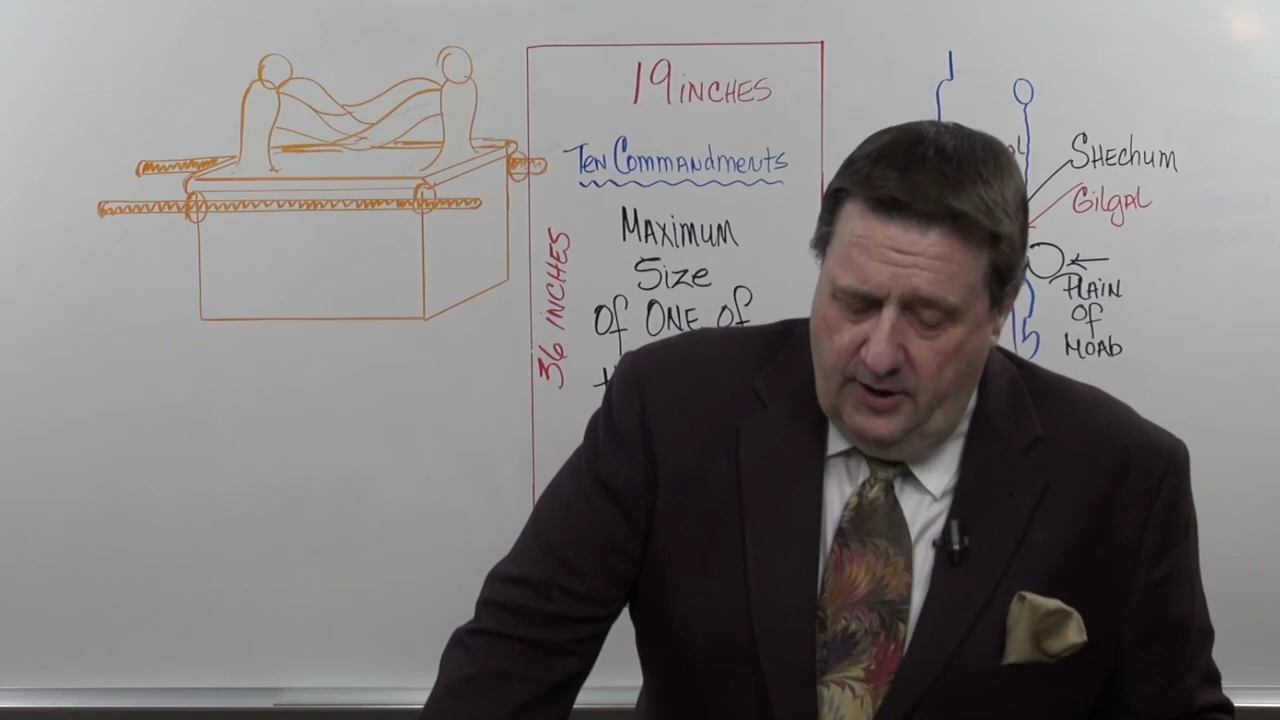 19 INCHES
TEN COMMANDMENTS
MAXIMUM
SIZE
OF ONE OF
36 INCHES
SHECHUM
GILGAL
PLAIN
OF
MOAB